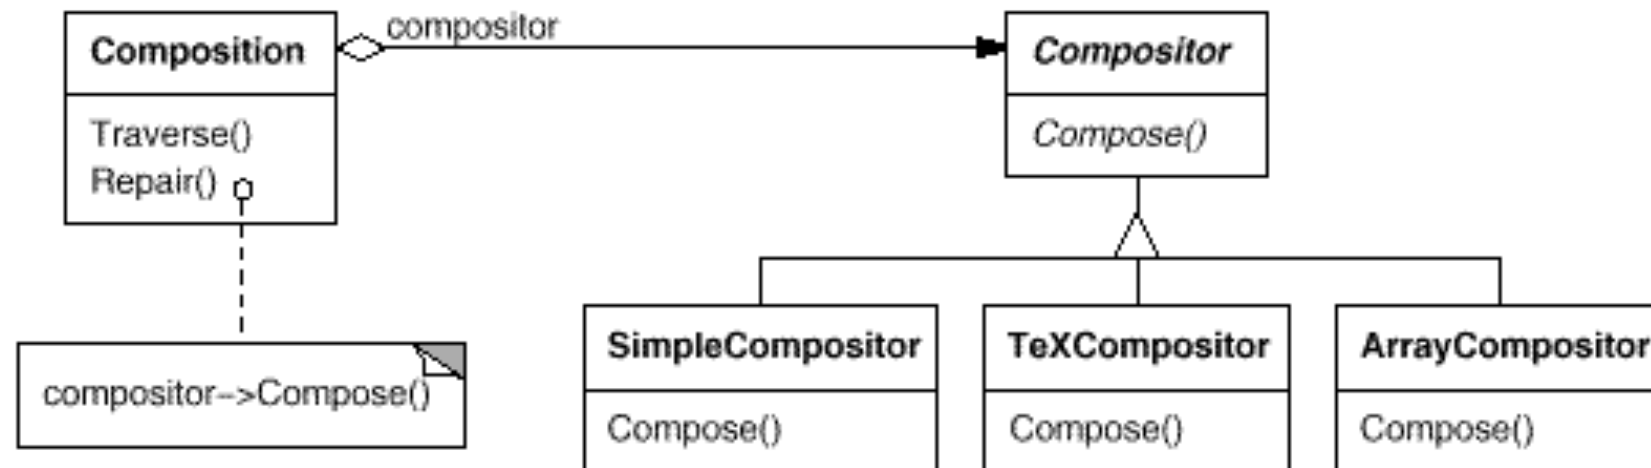 Composition
Traverse()
Repair()
compositor
Compositor
Compose()
compositor–>Compose()
SimpleCompositor
Compose()
TeXCompositor
Compose()
ArrayCompositor
Compose()